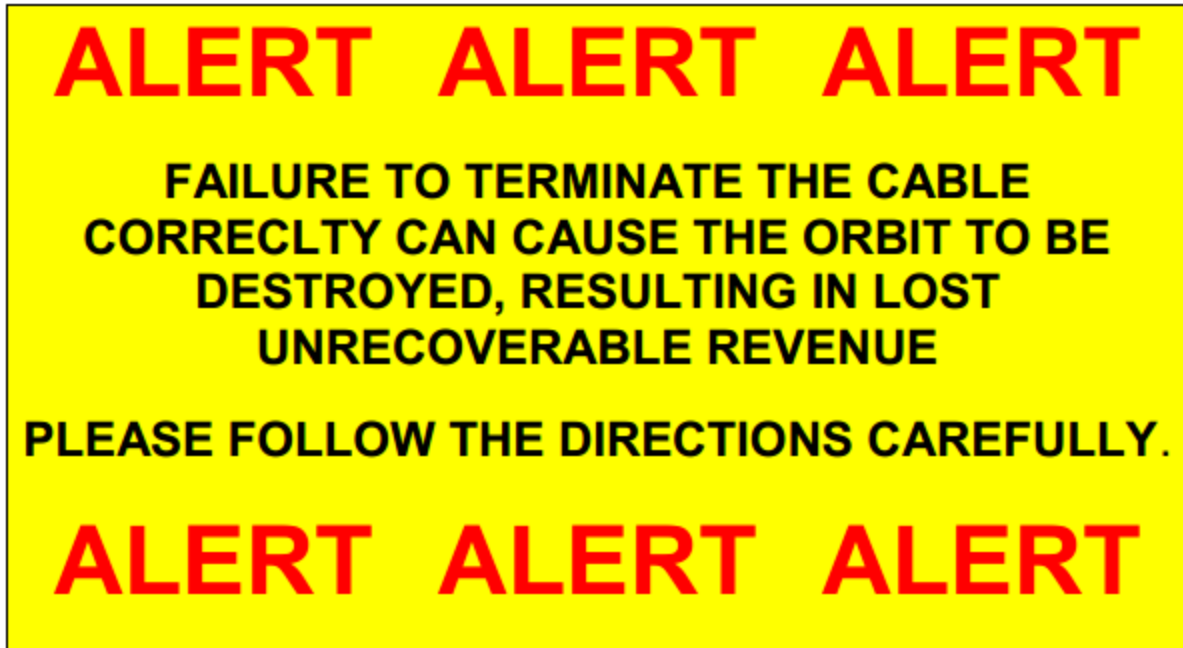 ALERT ALERT ALERT
FAILURE TO TERMINATE THE CABLE
CORRECLTY CAN CAUSE THE ORBIT TO BE
DESTROYED, RESULTING IN LOST
UNRECOVERABLE REVENUE
PLEASE FOLLOW THE DIRECTIONS CAREFULLY.
ALERT ALERT ALERT